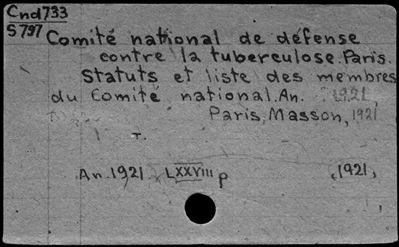 Cnd733
S797
Comité national de défense
contre la tuberculose. Paris.
Statuts et liste des membres
du Comité national. An. 1921.
Paris, Masson, 1921
An. 1921. LXXVIII p (1921)